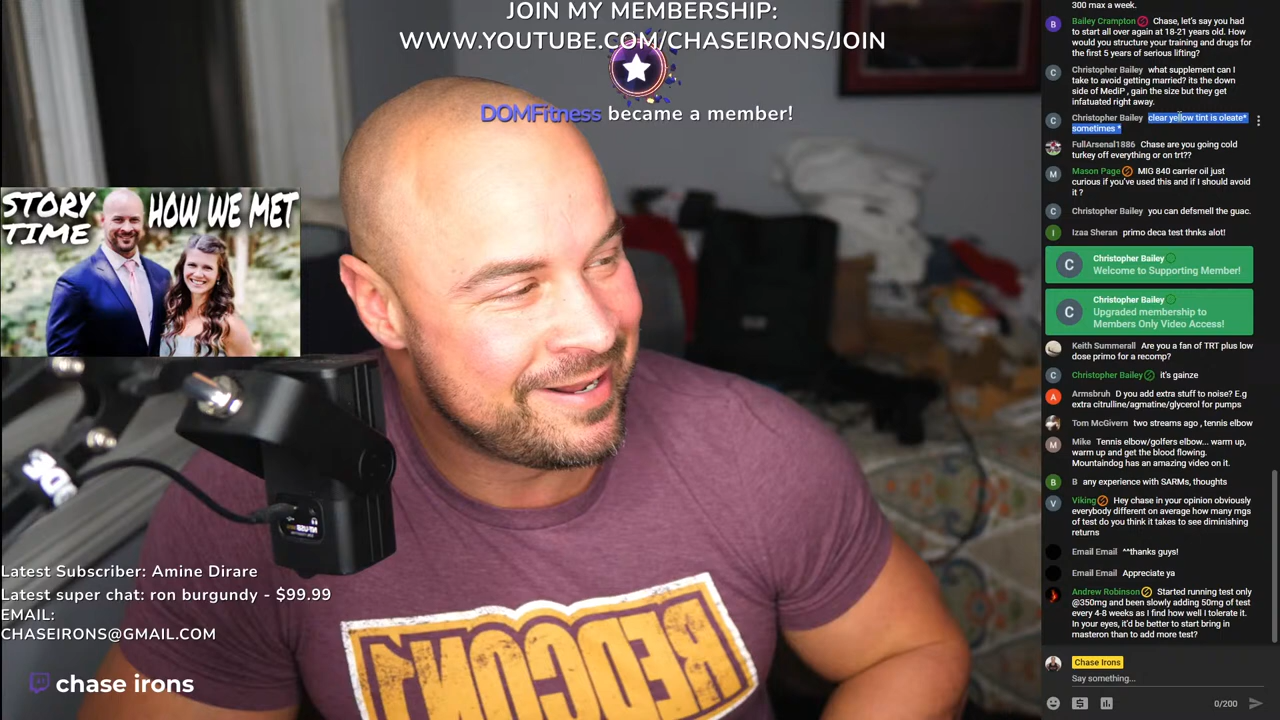 JOIN MY MEMBERSHIP:
WWW.YOUTUBE.COM/CHASEIRONS/JOIN
DOMFitness became a member!
STORY TIME
HOW WE MET
Latest Subscriber: Amine Dirare
Latest super chat: ron burgundy - $99.99
EMAIL:
CHASEIRONS@GMAIL.COM
chase irons
REDCON1
300 max a week.
Bailey Crampton Chase, let's say you had
to start all over again at 18-21 years old. How
would you structure your training and drugs for
the first 5 years of serious lifting?
Christopher Bailey what supplement can I
take to avoid getting married? its the down
side of MediP , gain the size but they get
infatuated right away.
Christopher Bailey clear yellow tint is oleate*
sometimes *
FullArsenal1886 Chase are you going cold
turkey off everything or on trt??
Mason Page MIG 840 carrier oil just
curious if you've used this and if I should avoid
it ?
Christopher Bailey you can defsmell the guac.
Izaa Sheran primo deca test thnks alot!
C
Christopher Bailey
Welcome to Supporting Member!
C
Christopher Bailey
Upgraded membership to
Members Only Video Access!
Keith Summerall Are you a fan of TRT plus low
dose primo for a recomp?
Christopher Bailey it's gainze
Armsbruh D you add extra stuff to noise? E.g
extra citrulline/agmatine/glycerol for pumps
Tom McGivern two streams ago , tennis elbow
Mike Tennis elbow/golfers elbow... warm up,
warm up and get the blood flowing.
Mountaindog has an amazing video on it.
B any experience with SARMs, thoughts
Viking Hey chase in your opinion obviously
everybody different on average how many mgs
of test do you think it takes to see diminishing
returns
Email Email ^^thanks guys!
Email Email Appreciate ya
Andrew Robinson Started running test only
@350mg and been slowly adding 50mg of test
every 4-8 weeks as I find how well I tolerate it.
In your eyes, it'd be better to start bring in
masteron than to add more test?
Chase Irons
Say something...
0/200